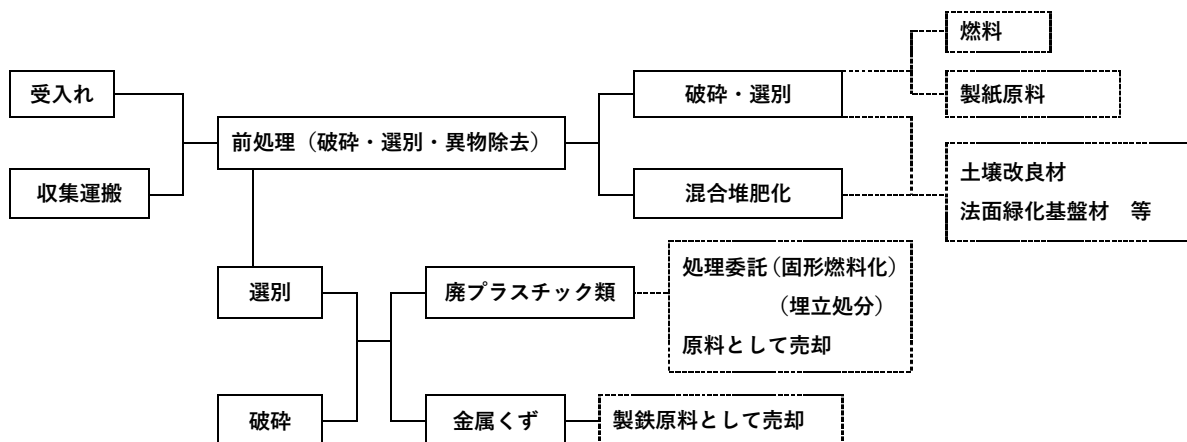 燃料
受入れ
破砕・選別
製紙原料
前処理（破砕・選別・異物除去）
収集運搬
混合堆肥化
土壌改良材
法面緑化基盤材　等
選別
廃プラスチック類
処理委託（固形燃料化）
（埋立処分）
原料として売却
破砕
金属くず
製鉄原料として売却